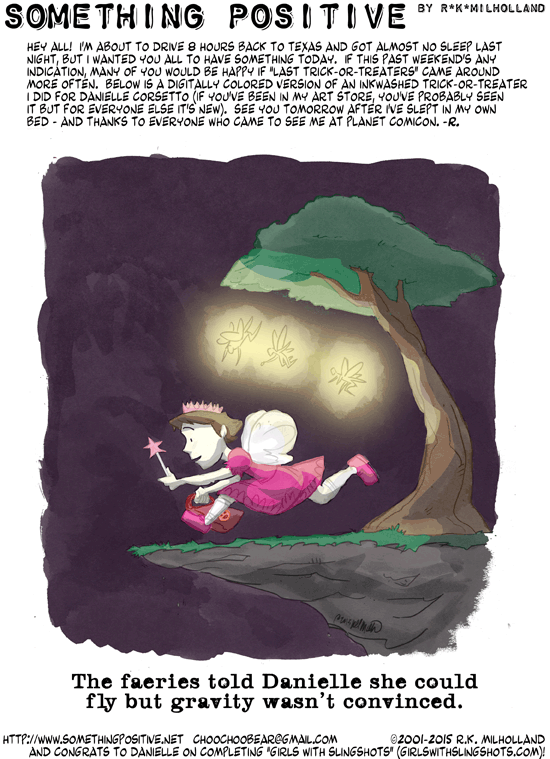 SOMETHING POSITIVE BY R*K*MILHOLLAND
HEY ALL! I'M ABOUT TO DRIVE 8 HOURS BACK TO TEXAS AND GOT ALMOST NO SLEEP LAST
NIGHT, BUT I WANTED YOU ALL TO HAVE SOMETHING TODAY. IF THIS PAST WEEKEND'S ANY
INDICATION, MANY OF YOU WOULD BE HAPPY IF "LAST TRICK-OR-TREATERS" CAME AROUND
MORE OFTEN. BELOW IS A DIGITALLY COLORED VERSION OF AN INKWASHED TRICK-OR-TREATER
I DID FOR DANIELLE CORSETTO (IF YOU'VE BEEN IN MY ART STORE, YOU'VE PROBABLY SEEN
IT BUT FOR EVERYONE ELSE IT'S NEW). SEE YOU TOMORROW AFTER I'VE SLEPT IN MY OWN
BED - AND THANKS TO EVERYONE WHO CAME TO SEE ME AT PLANET COMICON. -R.
The faeries told Danielle she could
fly but gravity wasn't convinced.
HTTP://WWW.SOMETHINGPOSITIVE.NET CHOOCHOOBEAR@GMAIL.COM ©2001-2015 R.K. MILHOLLAND
AND CONGRATS TO DANIELLE ON COMPLETING "GIRLS WITH SLINGSHOTS" (GIRLSWITHSLINGSHOTS.COM)!